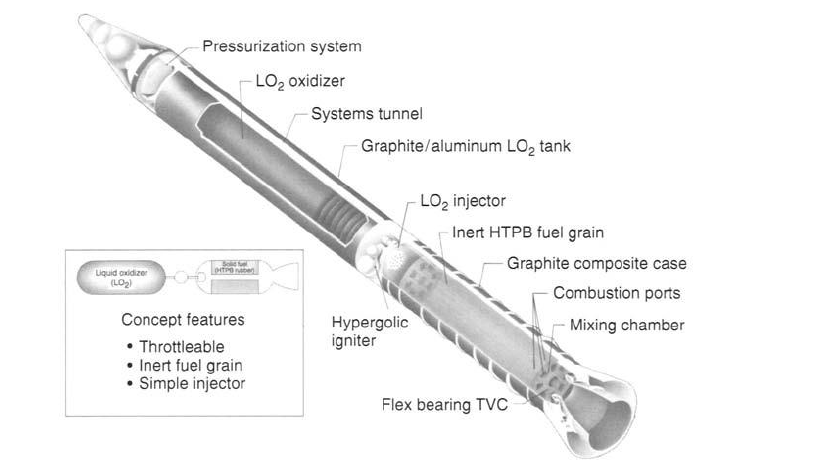 Pressurization system
LO2 oxidizer
Systems tunnel
Graphite/aluminum LO2 tank
LO2 injector
Inert HTPB fuel grain
Graphite composite case
Combustion ports
Mixing chamber
Hypergolic
igniter
Flex bearing TVC
Liquid oxidizer
(LO2)
Solid fuel
(HTPB rubber)
Concept features
• Throttleable
• Inert fuel grain
• Simple injector